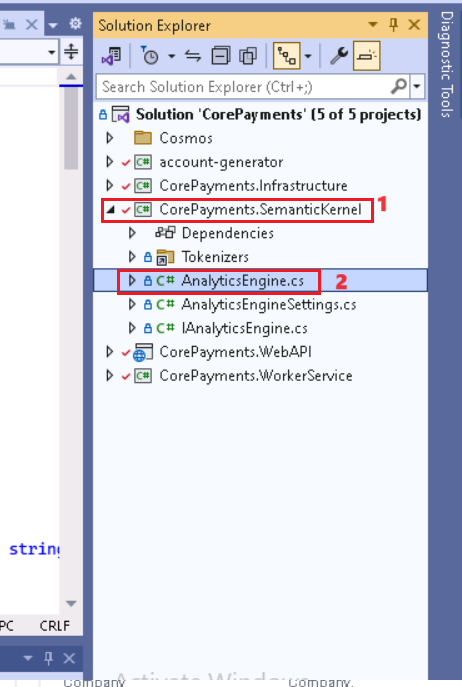 Solution Explorer
Search Solution Explorer (Ctrl+;)
Solution 'CorePayments' (5 of 5 projects)
Cosmos
C# account-generator
C# CorePayments.Infrastructure
C# CorePayments.SemanticKernel 1
Dependencies
Tokenizers
C# AnalyticsEngine.cs 2
C# AnalyticsEngineSettings.cs
C# IAnalyticsEngine.cs
CorePayments.WebAPI
C# CorePayments.WorkerService
Diagnostic Tools
string
PC CRLF
Activate Windows
Company Company.